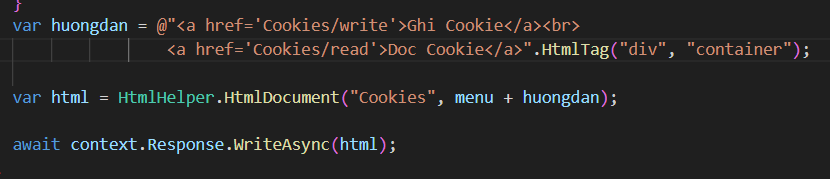 }
var huongdan = @"<a href='Cookies/write'>Ghi Cookie</a><br>
<a href='Cookies/read'>Doc Cookie</a>".HtmlTag("div", "container");
var html = HtmlHelper.HtmlDocument("Cookies", menu + huongdan);
await context.Response.WriteAsync(html);